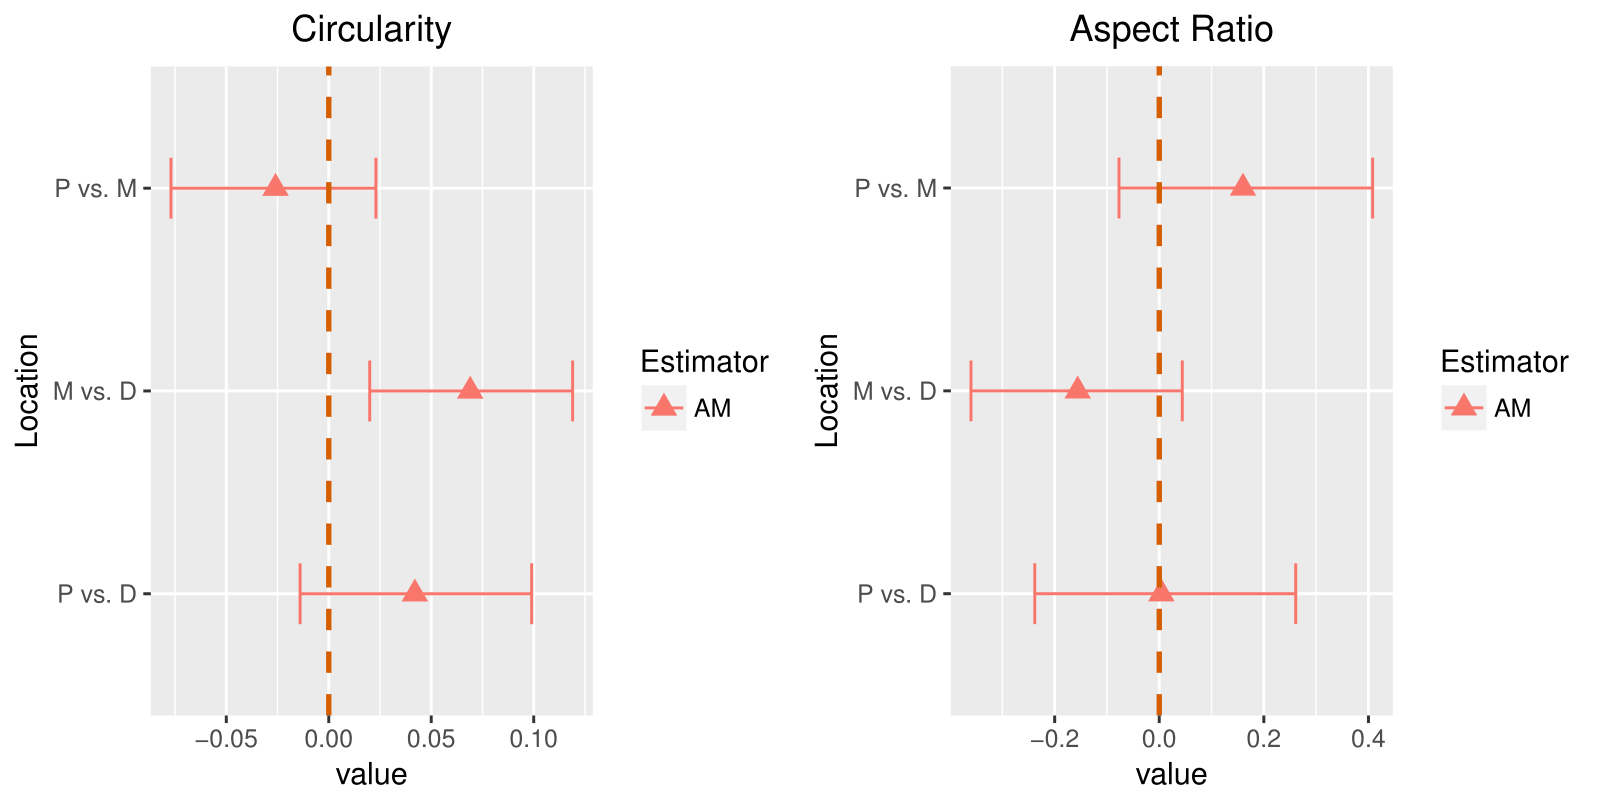 Circularity
P vs. M
M vs. D
P vs. D
Location
−0.05 0.00 0.05 0.10
value
Estimator
AM
Aspect Ratio
P vs. M
M vs. D
P vs. D
Location
−0.2 0.0 0.2 0.4
value
Estimator
AM